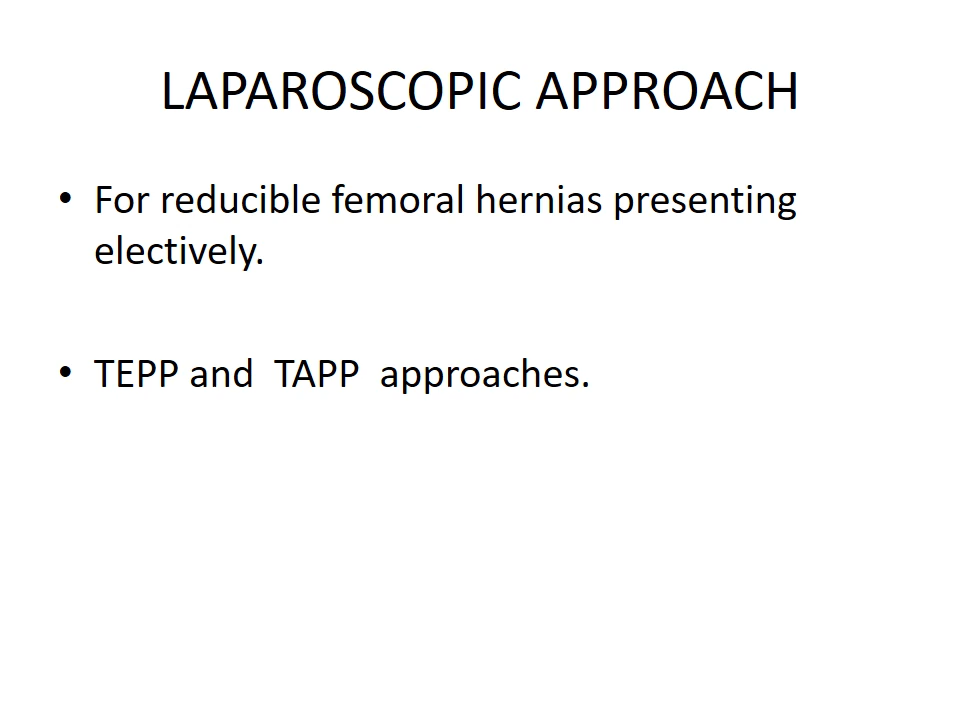 LAPAROSCOPIC APPROACH
• For reducible femoral hernias presenting
electively.
• TEPP and  TAPP  approaches.